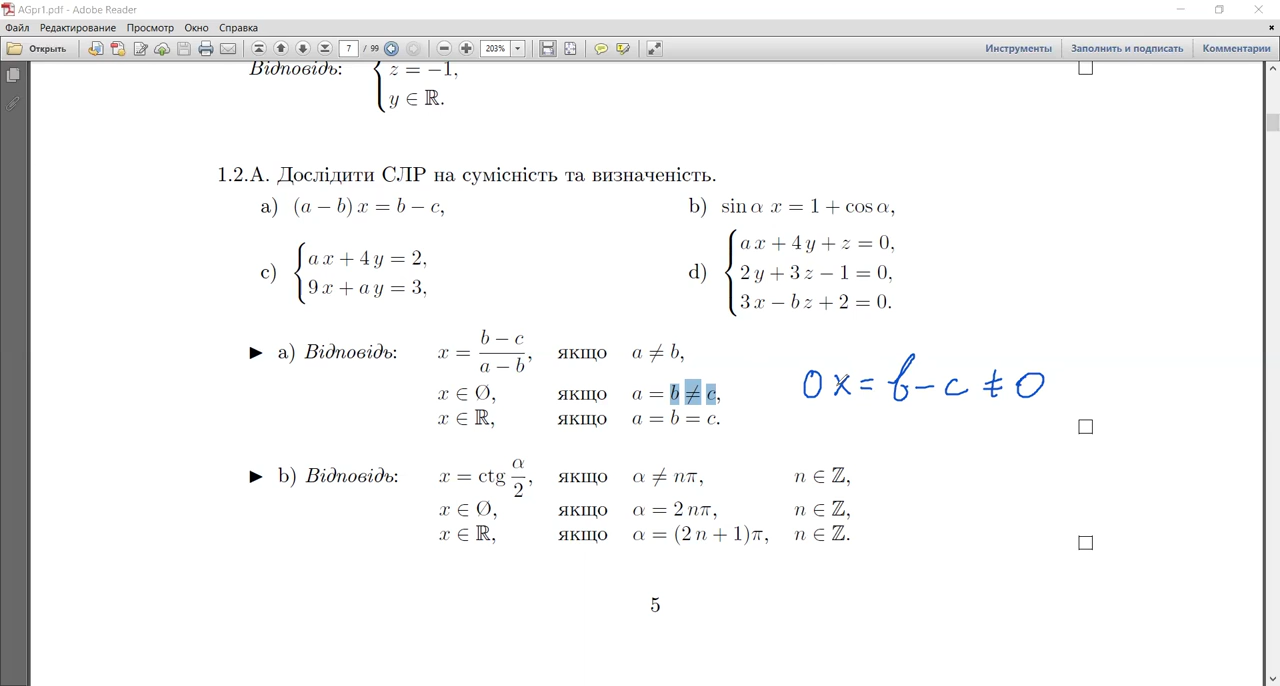 AGpr1.pdf - Adobe Reader
Файл Редактирование Просмотр Окно Справка
Открыть 7 / 99 203% Инструменты Заполнить и подписать Комментарии
Відповідь: { z = −1,
y ∈ ℝ.
1.2.A. Дослідити СЛР на сумісність та визначеність.
a) (a − b) x = b − c, b) sin α x = 1 + cos α,
c) { a x + 4 y = 2,
9 x + a y = 3,
d) { a x + 4 y + z = 0,
2 y + 3 z − 1 = 0,
3 x − b z + 2 = 0.
► a) Відповідь: x = (b − c)/(a − b), якщо a ≠ b,
x ∈ Ø, якщо a = b ≠ c,
x ∈ ℝ, якщо a = b = c.
0x = b − c ≠ 0
► b) Відповідь: x = ctg α/2, якщо α ≠ nπ, n ∈ ℤ,
x ∈ Ø, якщо α = 2 nπ, n ∈ ℤ,
x ∈ ℝ, якщо α = (2 n + 1)π, n ∈ ℤ.
5